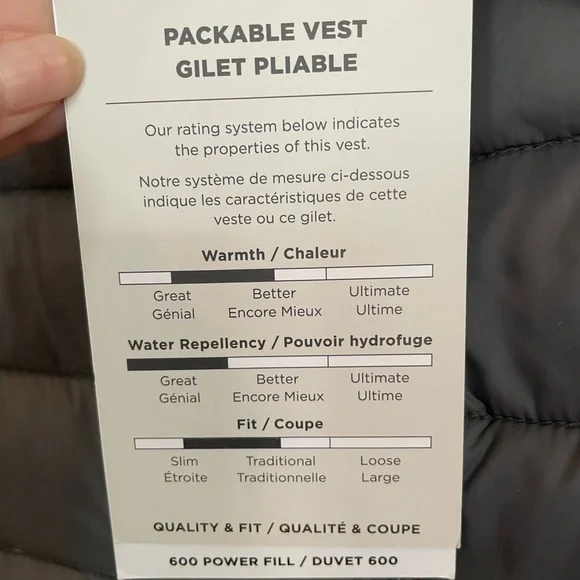 PACKABLE VEST
GILET PLIABLE
Our rating system below indicates
the properties of this vest.
Notre système de mesure ci-dessous
indique les caractéristiques de cette
veste ou ce gilet.
Warmth / Chaleur
Great Better Ultimate
Génial Encore Mieux Ultime
Water Repellency / Pouvoir hydrofuge
Great Better Ultimate
Génial Encore Mieux Ultime
Fit / Coupe
Slim Traditional Loose
Étroite Traditionnelle Large
QUALITY & FIT / QUALITÉ & COUPE
600 POWER FILL / DUVET 600